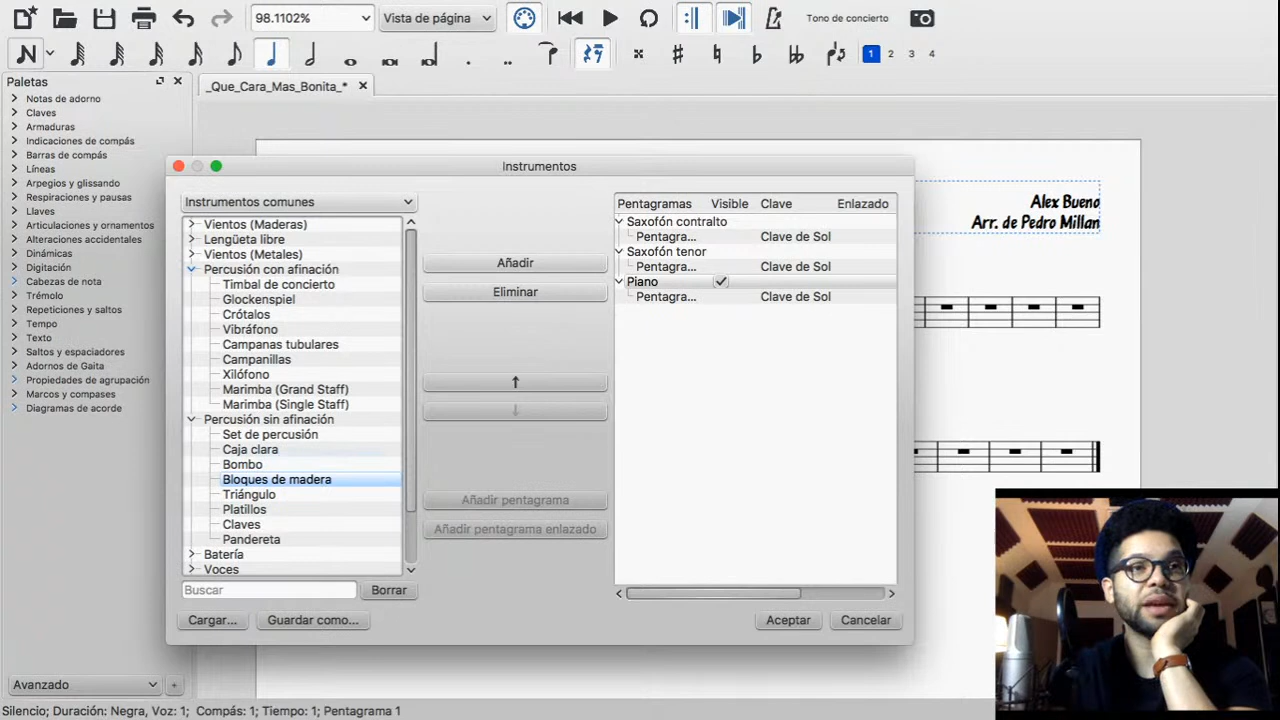 98.1102%
Vista de página
Tono de concierto
1 2 3 4
Paletas
_Que_Cara_Mas_Bonita_*
Notas de adorno
Claves
Armaduras
Indicaciones de compás
Barras de compás
Líneas
Arpegios y glissando
Respiraciones y pausas
Llaves
Articulaciones y ornamentos
Alteraciones accidentales
Dinámicas
Digitación
Cabezas de nota
Trémolo
Repeticiones y saltos
Tempo
Texto
Saltos y espaciadores
Adornos de Gaita
Propiedades de agrupación
Marcos y compases
Diagramas de acorde
Avanzado
+
Instrumentos
Instrumentos comunes
Vientos (Maderas)
Lengüeta libre
Vientos (Metales)
Percusión con afinación
Timbal de concierto
Glockenspiel
Crótalos
Vibráfono
Campanas tubulares
Campanillas
Xilófono
Marimba (Grand Staff)
Marimba (Single Staff)
Percusión sin afinación
Set de percusión
Caja clara
Bombo
Bloques de madera
Triángulo
Platillos
Claves
Pandereta
Batería
Voces
Buscar
Borrar
Cargar...
Guardar como...
Añadir
Eliminar
Añadir pentagrama
Añadir pentagrama enlazado
Pentagramas Visible Clave Enlazado
Saxofón contralto
Pentagra... Clave de Sol
Saxofón tenor
Pentagra... Clave de Sol
Piano
Pentagra... Clave de Sol
Aceptar
Cancelar
Alex Bueno
Arr. de Pedro Millan
Silencio; Duración: Negra, Voz: 1; Compás: 1; Tiempo: 1; Pentagrama 1